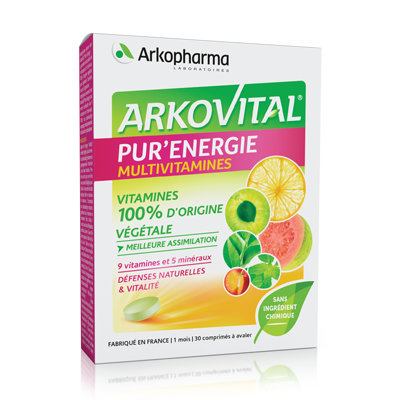 Arkopharma
LABORATOIRES
ARKOVITAL®
PUR'ENERGIE
MULTIVITAMINES
VITAMINES
100% D'ORIGINE
VÉGÉTALE
MEILLEURE ASSIMILATION
9 vitamines et 5 minéraux
DÉFENSES NATURELLES
& VITALITÉ
SANS
INGRÉDIENT
CHIMIQUE
FABRIQUÉ EN FRANCE | 1 mois | 30 comprimés à avaler